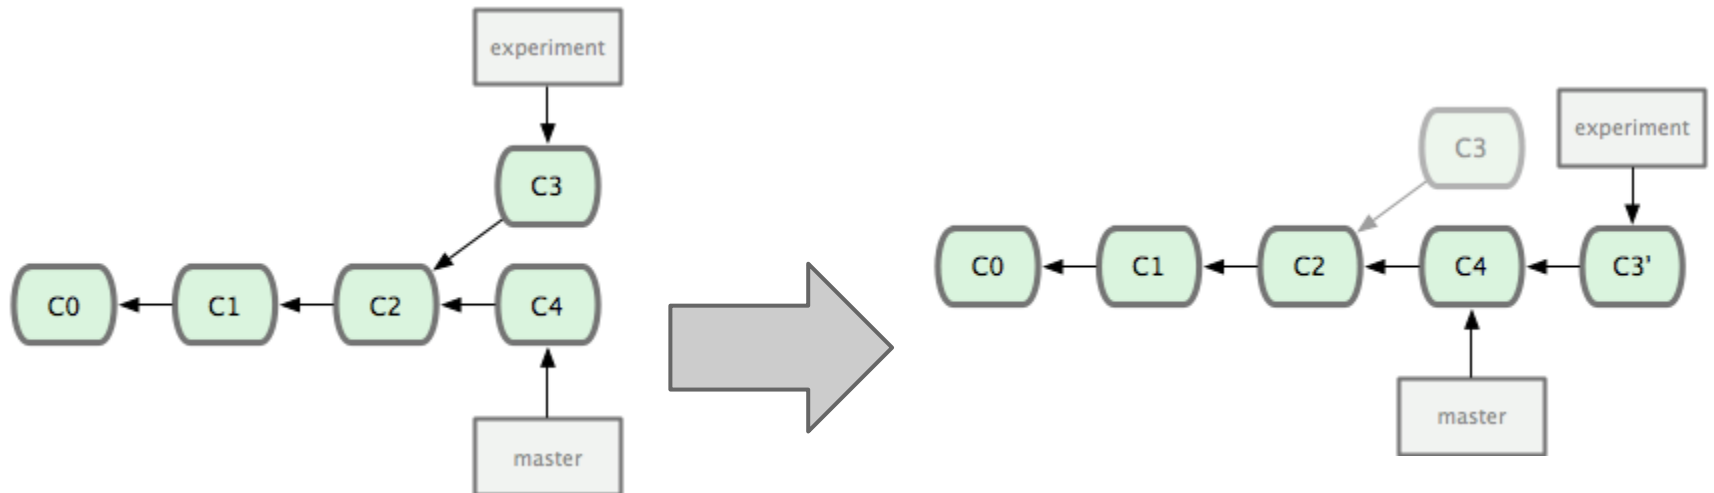 experiment
C3
C0
C1
C2
C4
master
experiment
C3
C0
C1
C2
C4
C3'
master